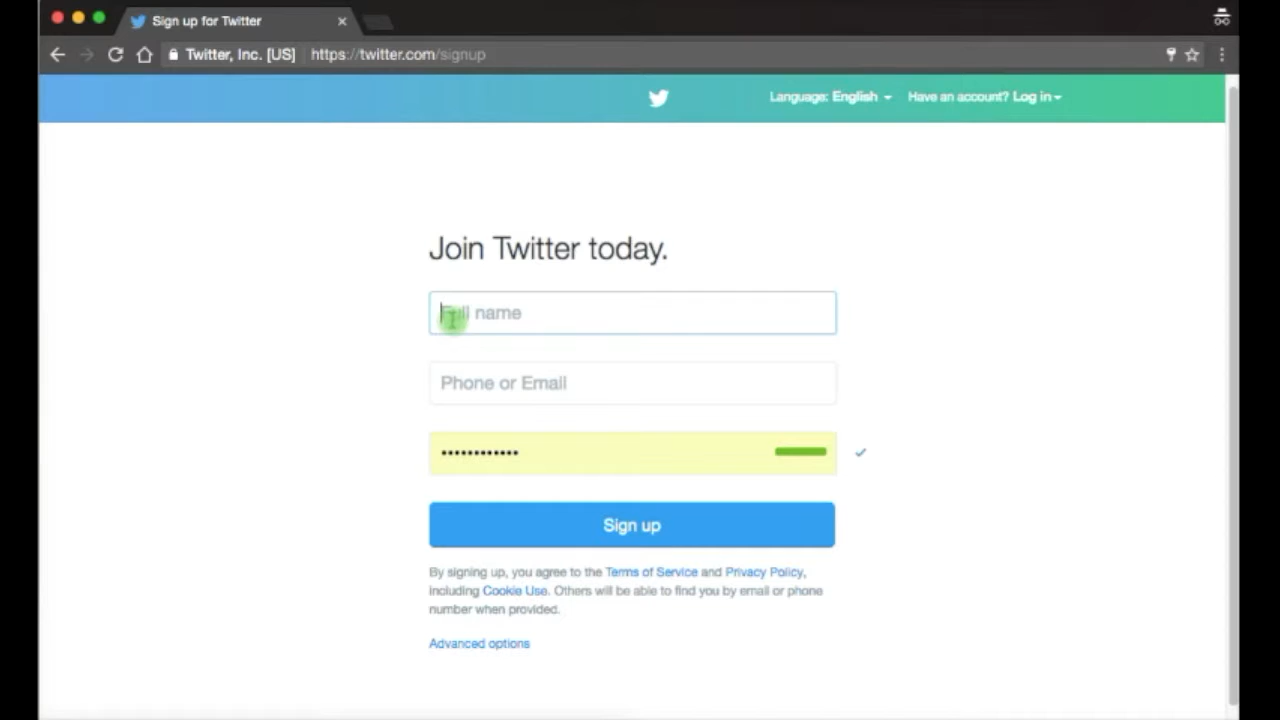 Sign up for Twitter
Twitter, Inc. [US] https://twitter.com/signup
Language: English Have an account? Log in
Join Twitter today.
Full name
Phone or Email
••••••••••••
Sign up
By signing up, you agree to the Terms of Service and Privacy Policy,
including Cookie Use. Others will be able to find you by email or phone
number when provided.
Advanced options